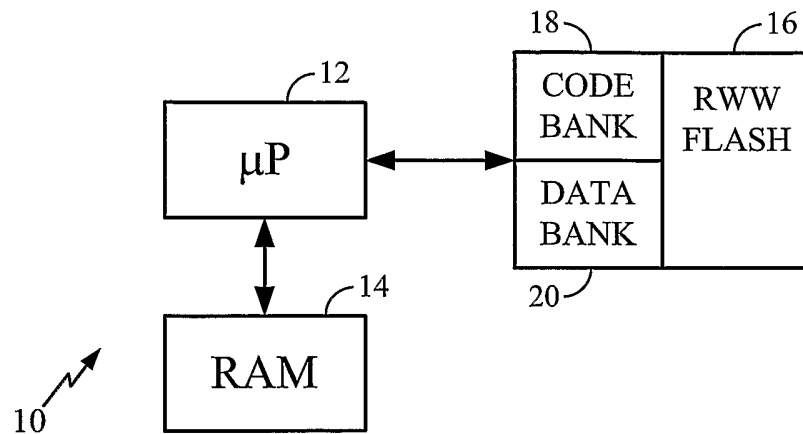 18
16
12
CODE
BANK
RWW
FLASH
µP
DATA
BANK
20
14
RAM
10